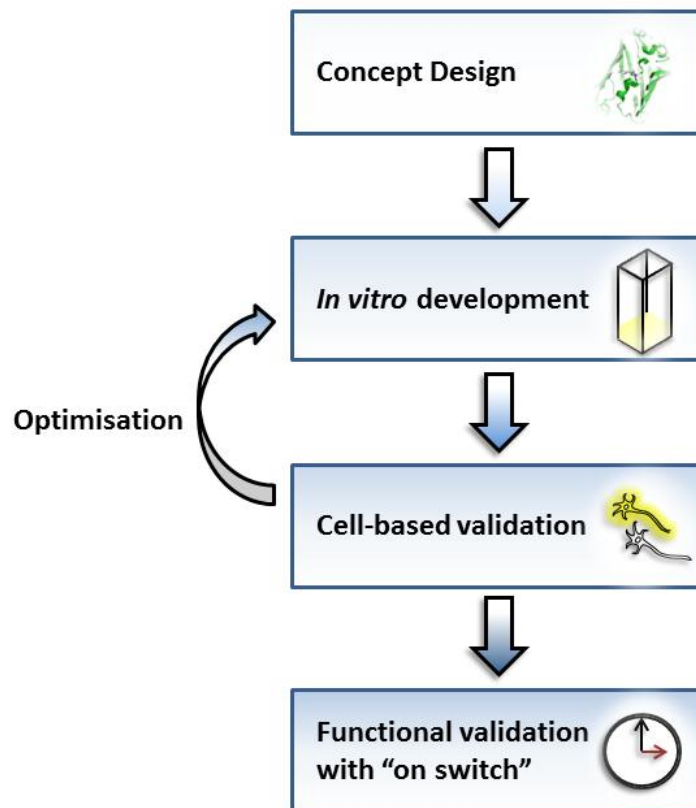 Concept Design
In vitro development
Optimisation
Cell-based validation
Functional validation
with “on switch”